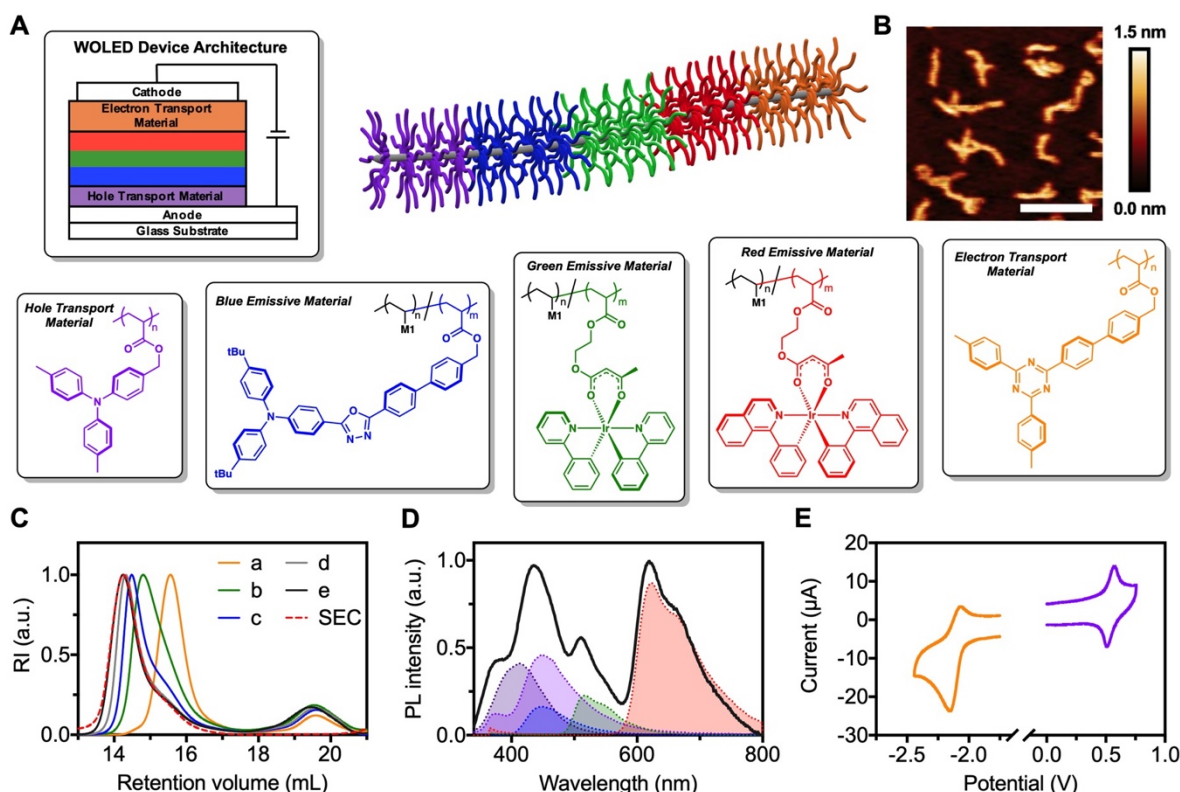 A
WOLED Device Architecture
Cathode
Electron Transport
Material
Hole Transport Material
Anode
Glass Substrate
B
1.5 nm
0.0 nm
Hole Transport
Material
n
O
O
N
Blue Emissive Material
n
m
M1
O
O
tBu
N
O
N N
tBu
Green Emissive Material
n
m
M1
O
O
O
O
O
N Ir N
Red Emissive Material
n
m
M1
O
O
O
O
O
N Ir N
Electron Transport
Material
n
O
O
N
N N
C
RI (a.u.)
1.0
0.5
0.0
a
b
c
d
e
SEC
14 16 18 20
Retention volume (mL)
D
PL intensity (a.u.)
1.0
0.5
0.0
400 500 600 700 800
Wavelength (nm)
E
Current (µA)
20
10
0
-10
-20
-30
-2.5 -2.0 0.0 0.5 1.0
Potential (V)